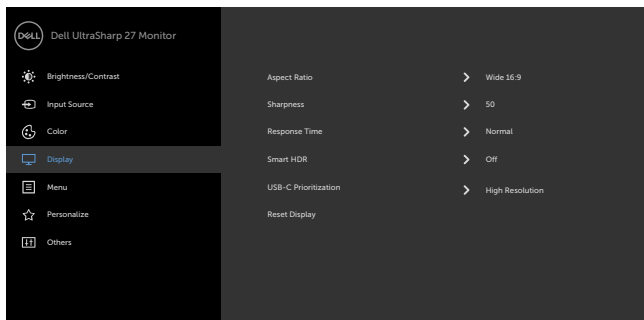 DELL Dell UltraSharp 27 Monitor
Brightness/Contrast
Input Source
Color
Display
Menu
Personalize
Others
Aspect Ratio Wide 16:9
Sharpness 50
Response Time Normal
Smart HDR Off
USB-C Prioritization High Resolution
Reset Display